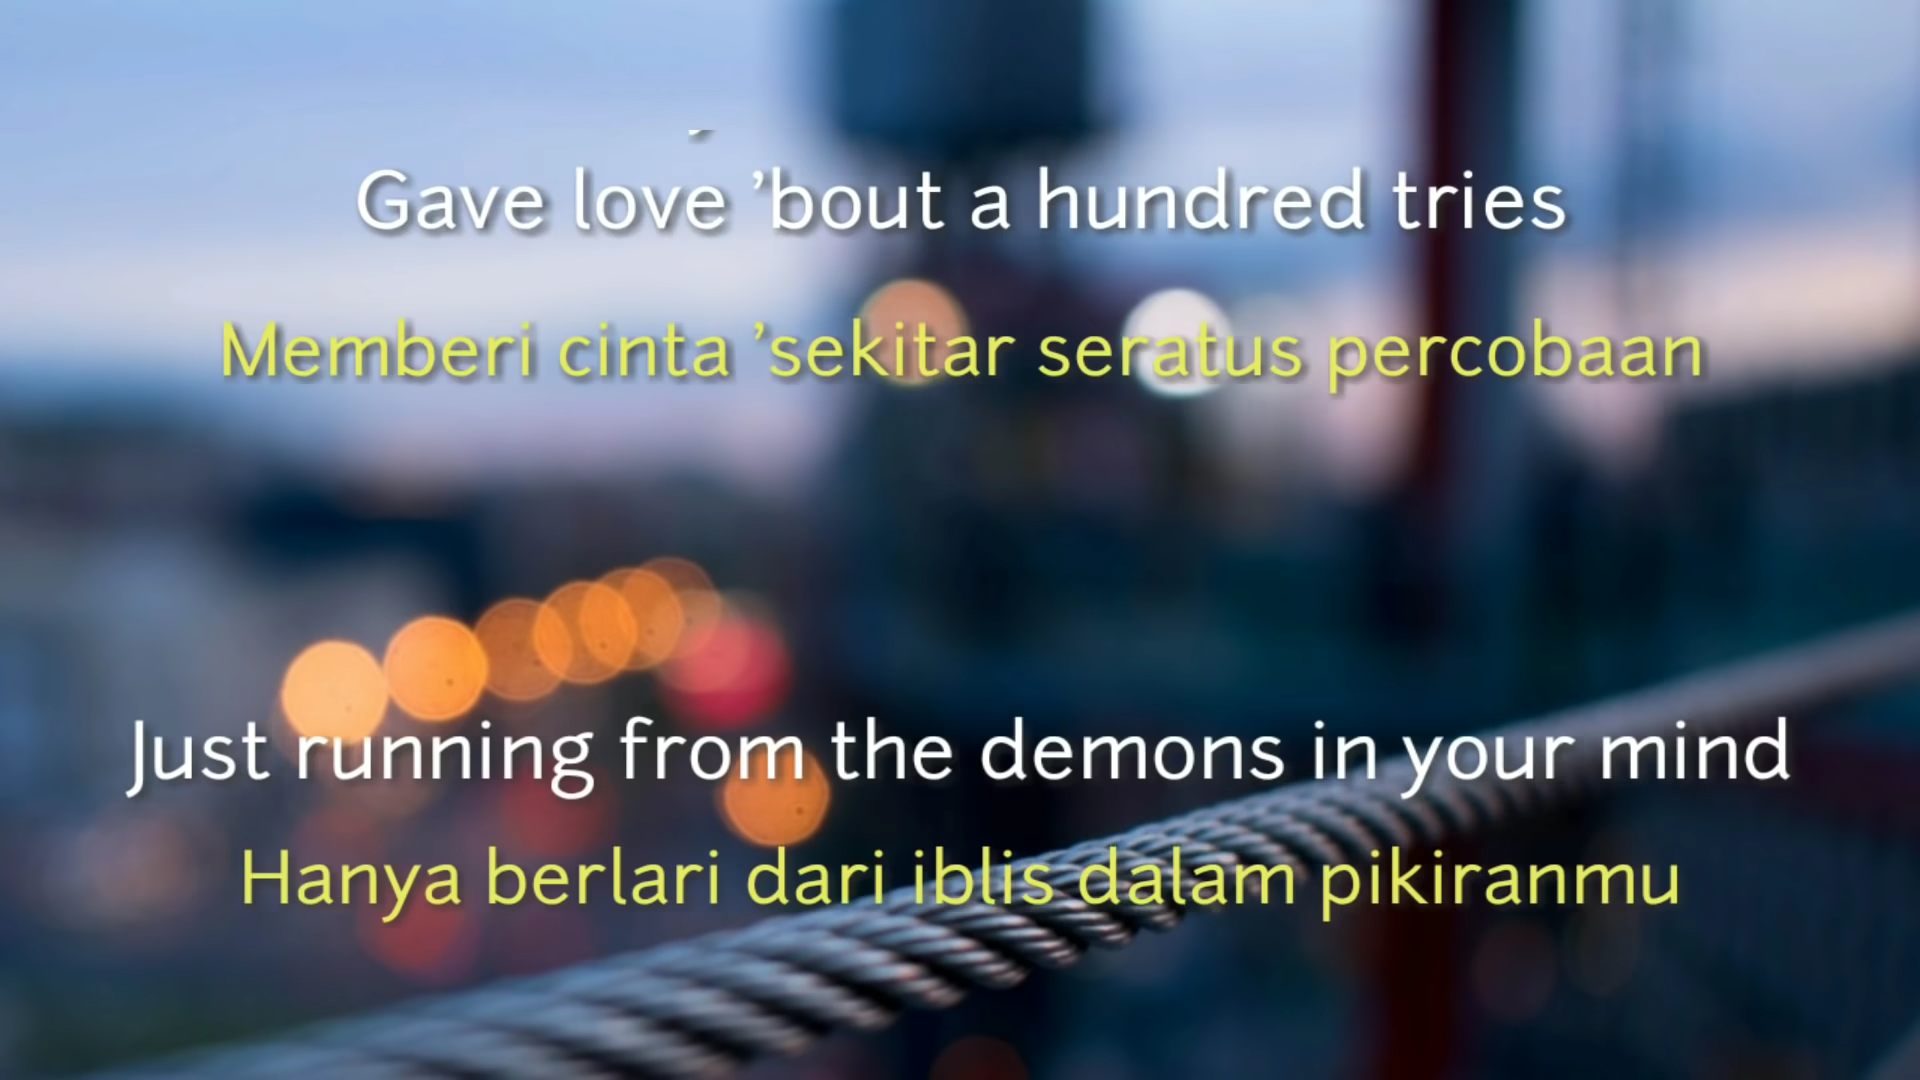 Gave love ’bout a hundred tries
Memberi cinta ’sekitar seratus percobaan
Just running from the demons in your mind
Hanya berlari dari iblis dalam pikiranmu